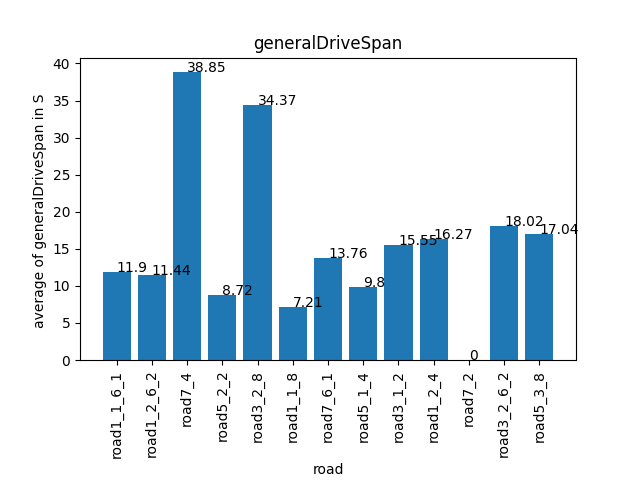 generalDriveSpan
average of generalDriveSpan in S
40
35
30
25
20
15
10
5
0
11.9
11.44
38.85
8.72
34.37
7.21
13.76
9.8
15.55
16.27
0
18.02
17.04
road1_1_6_1
road1_2_6_2
road7_4
road5_2_2
road3_2_8
road1_1_8
road7_6_1
road5_1_4
road3_1_2
road1_2_4
road7_2
road3_2_6_2
road5_3_8
road